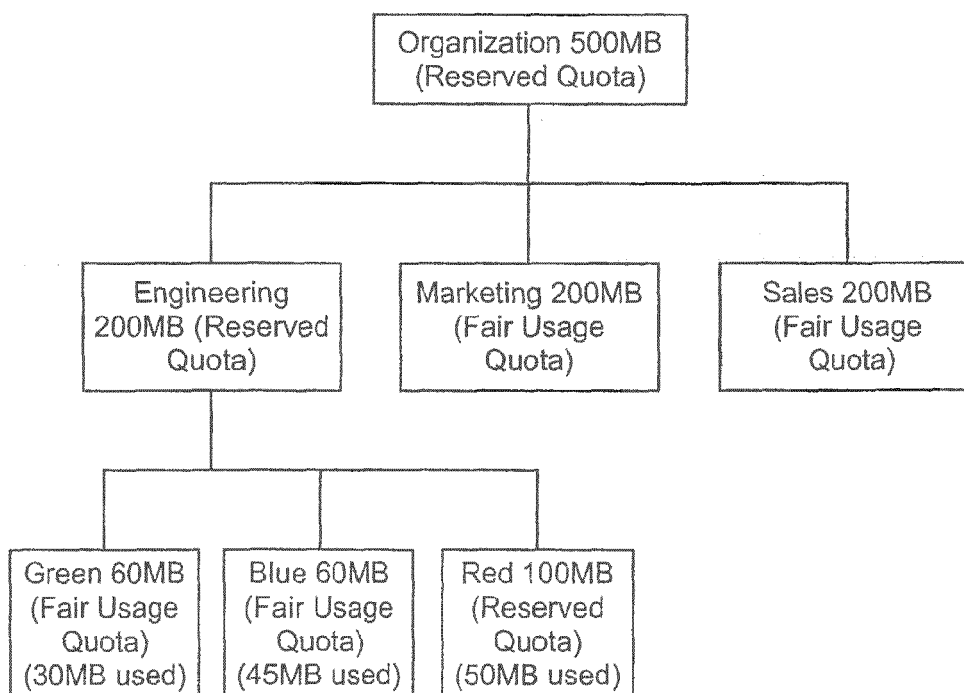 Organization 500MB
(Reserved Quota)
Engineering
200MB (Reserved
Quota)
Marketing 200MB
(Fair Usage
Quota)
Sales 200MB
(Fair Usage
Quota)
Green 60MB
(Fair Usage
Quota)
(30MB used)
Blue 60MB
(Fair Usage
Quota)
(45MB used)
Red 100MB
(Reserved
Quota)
(50MB used)